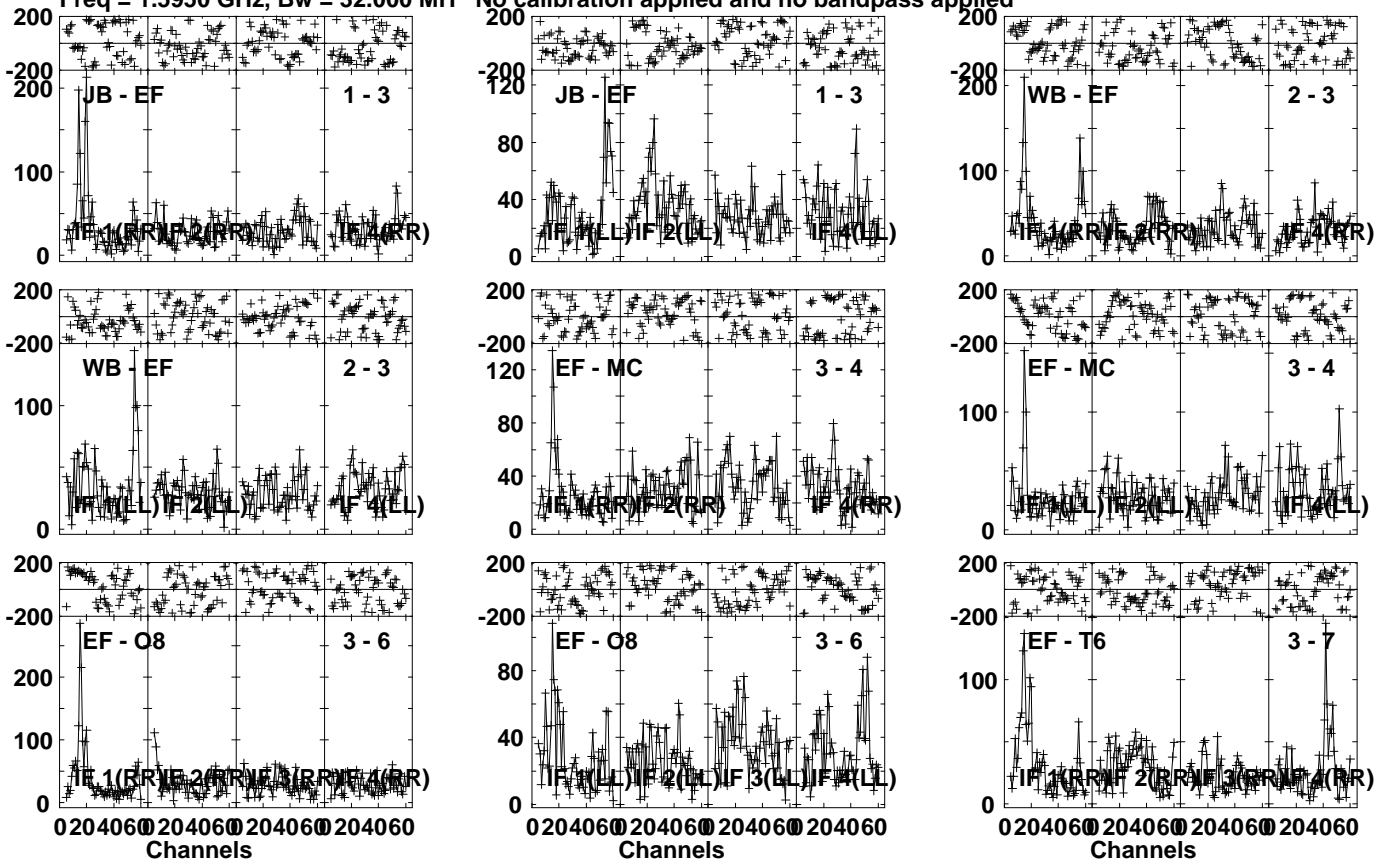 Freq = 1.5950 GHz, Bw = 32.000 MH No calibration applied and no bandpass applied
200
-200
200
100
0
JB - EF 1 - 3
IF 1(RR) IF 2(RR) IF 4(RR)
200
-200
120
80
40
0
JB - EF 1 - 3
IF 1(LL) IF 2(LL) IF 4(LL)
200
-200
200
100
0
WB - EF 2 - 3
IF 1(RR) IF 2(RR) IF 4(RR)
200
-200
100
0
WB - EF 2 - 3
IF 1(LL) IF 2(LL) IF 4(LL)
200
-200
120
80
40
0
EF - MC 3 - 4
IF 1(RR) IF 2(RR) IF 4(RR)
200
-200
100
0
EF - MC 3 - 4
IF 1(LL) IF 2(LL) IF 4(LL)
200
-200
200
100
0
EF - O8 3 - 6
IF 1(RR) IF 2(RR) IF 3(RR) IF 4(RR)
0 20 40 60 0 20 40 60 0 20 40 60 0 20 40 60
Channels
200
-200
80
40
0
EF - O8 3 - 6
IF 1(LL) IF 2(LL) IF 3(LL) IF 4(LL)
0 20 40 60 0 20 40 60 0 20 40 60 0 20 40 60
Channels
200
-200
100
0
EF - T6 3 - 7
IF 1(RR) IF 2(RR) IF 3(RR) IF 4(RR)
0 20 40 60 0 20 40 60 0 20 40 60 0 20 40 60
Channels